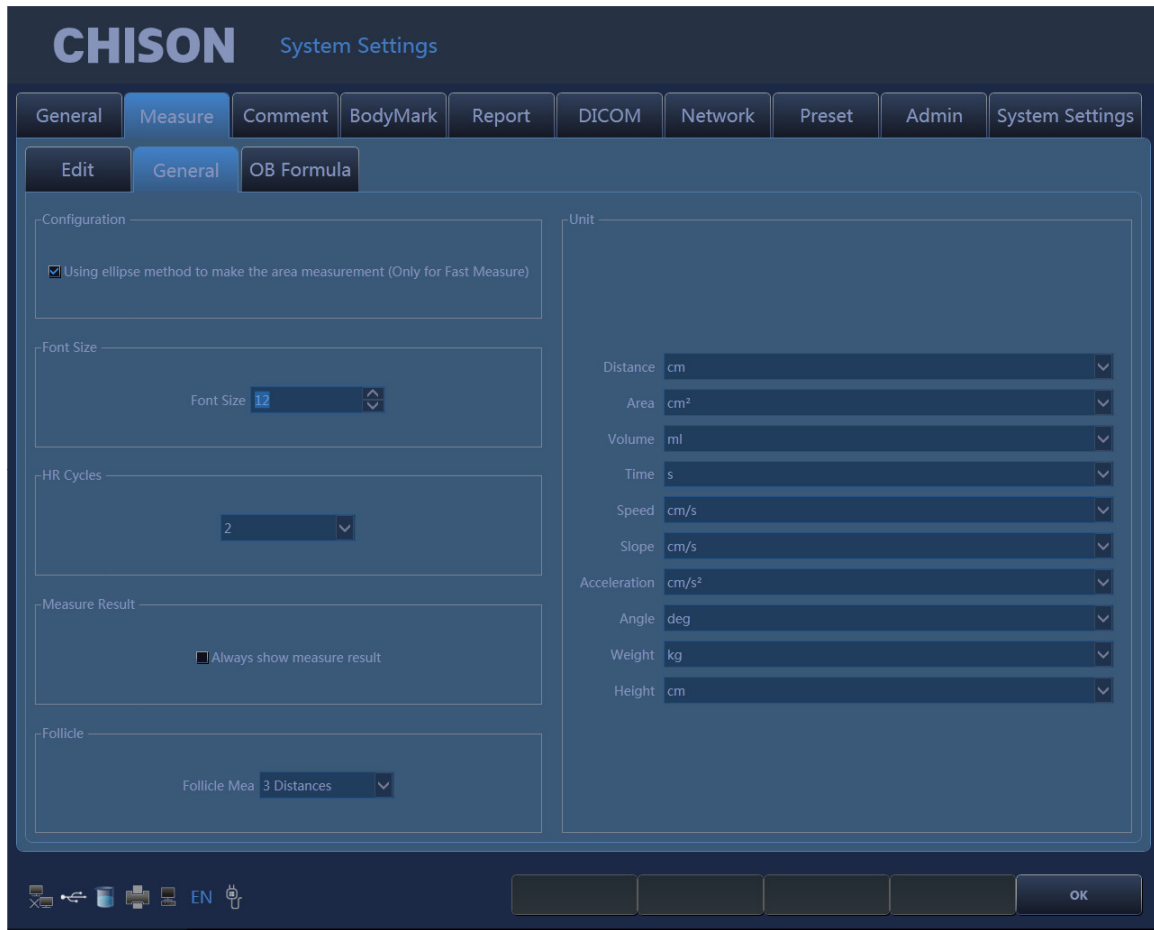 CHISON System Settings
General Measure Comment BodyMark Report DICOM Network Preset Admin System Settings
Edit General OB Formula
Configuration
Using ellipse method to make the area measurement (Only for Fast Measure)
Font Size
Font Size 12
HR Cycles
2
Measure Result
Always show measure result
Follicle
Follicle Mea 3 Distances
Unit
Distance cm
Area cm²
Volume ml
Time s
Speed cm/s
Slope cm/s
Acceleration cm/s²
Angle deg
Weight kg
Height cm
EN
OK